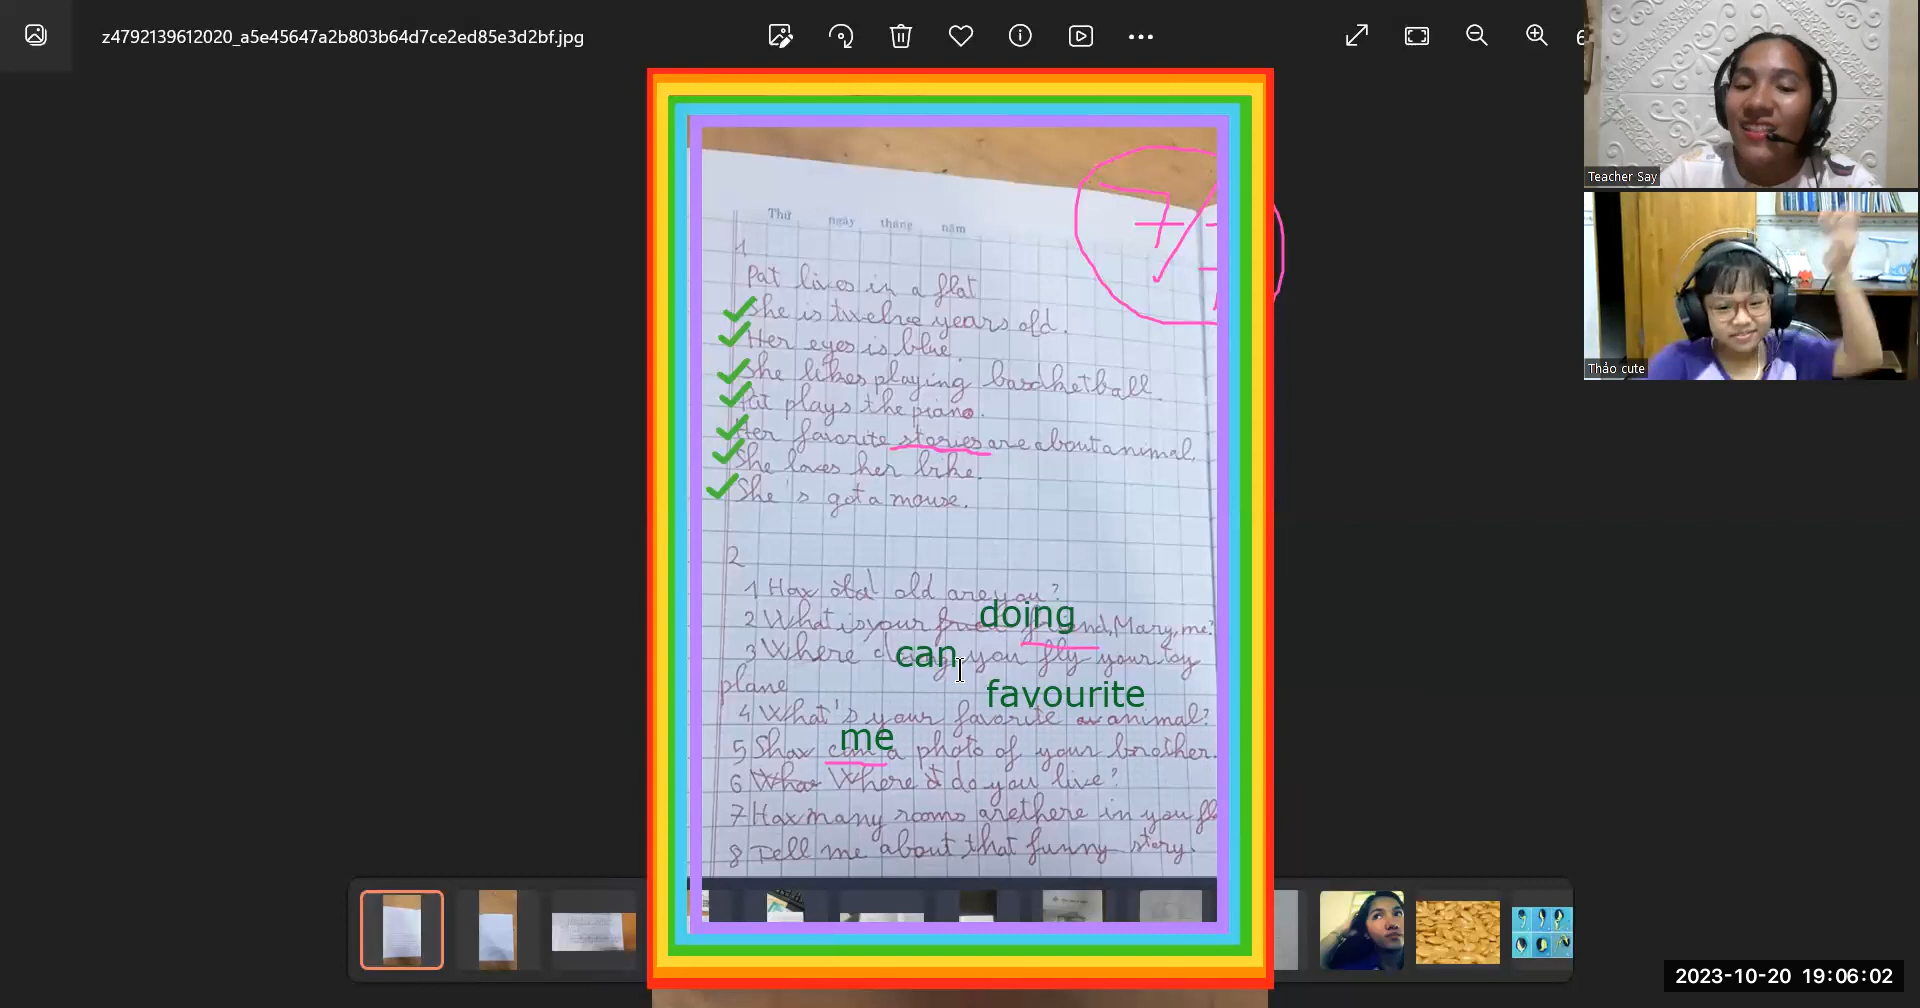 z4792139612020_a5e45647a2b803b64d7ce2ed85e3d2bf.jpg
Teacher Say
Thảo cute
7/
Thứ ngày tháng năm
1
Pat lives in a flat
She is twelve years old.
Her eyes is blue.
She likes playing basdketball.
Pat plays the piano.
Her favorite stories are about animal.
She loves her bike.
She's got a mouse.
2
1 How old are you?
doing
2 What is your friend, Mary, me?
can
3 Where you fly your toy
plane
favourite
4 What's your favorite animal?
me
5 Show a photo of your brother.
6 Where do you live?
7 How many rooms are there in you
8 Tell me about that funny story.
2023-10-20 19:06:02